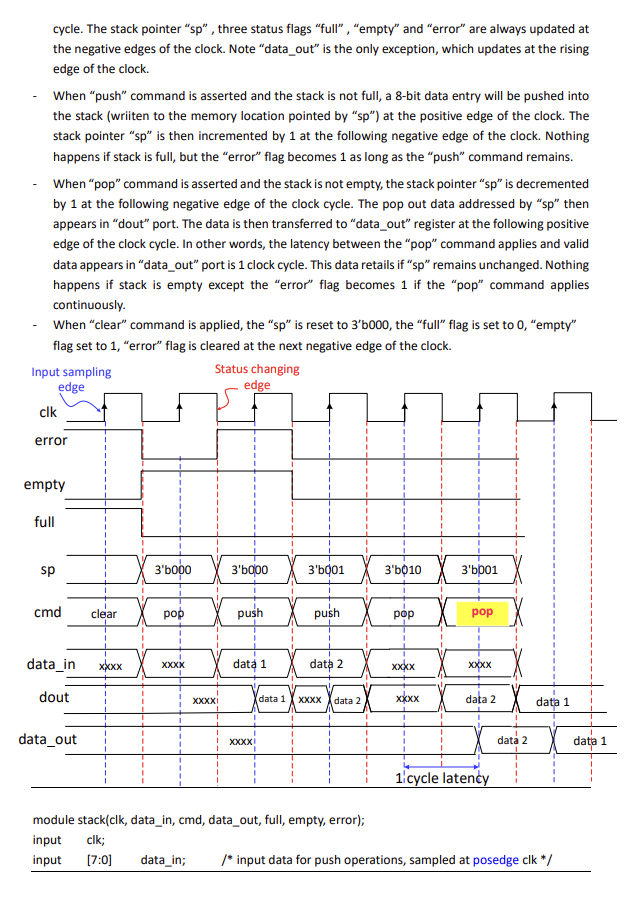 cycle. The stack pointer “sp” , three status flags “full” , “empty” and “error” are always updated at
the negative edges of the clock. Note “data_out” is the only exception, which updates at the rising
edge of the clock.
- When “push” command is asserted and the stack is not full, a 8-bit data entry will be pushed into
the stack (wriiten to the memory location pointed by “sp”) at the positive edge of the clock. The
stack pointer “sp” is then incremented by 1 at the following negative edge of the clock. Nothing
happens if stack is full, but the “error” flag becomes 1 as long as the “push” command remains.
- When “pop” command is asserted and the stack is not empty, the stack pointer “sp” is decremented
by 1 at the following negative edge of the clock cycle. The pop out data addressed by “sp” then
appears in “dout” port. The data is then transferred to “data_out” register at the following positive
edge of the clock cycle. In other words, the latency between the “pop” command applies and valid
data appears in “data_out” port is 1 clock cycle. This data retails if “sp” remains unchanged. Nothing
happens if stack is empty except the “error” flag becomes 1 if the “pop” command applies
continuously.
- When “clear” command is applied, the “sp” is reset to 3’b000, the “full” flag is set to 0, “empty”
flag set to 1, “error” flag is cleared at the next negative edge of the clock.
Input sampling
edge
Status changing
edge
clk
error
empty
full
sp 3'b000 3'b000 3'b001 3'b010 3'b001
cmd clear pop push push pop pop
data_in xxxx xxxx data 1 data 2 xxxx xxxx
dout xxxx data 1 xxxx data 2 xxxx data 2 data 1
data_out xxxx data 2 data 1
1 cycle latency
module stack(clk, data_in, cmd, data_out, full, empty, error);
input clk;
input [7:0] data_in; /* input data for push operations, sampled at posedge clk */